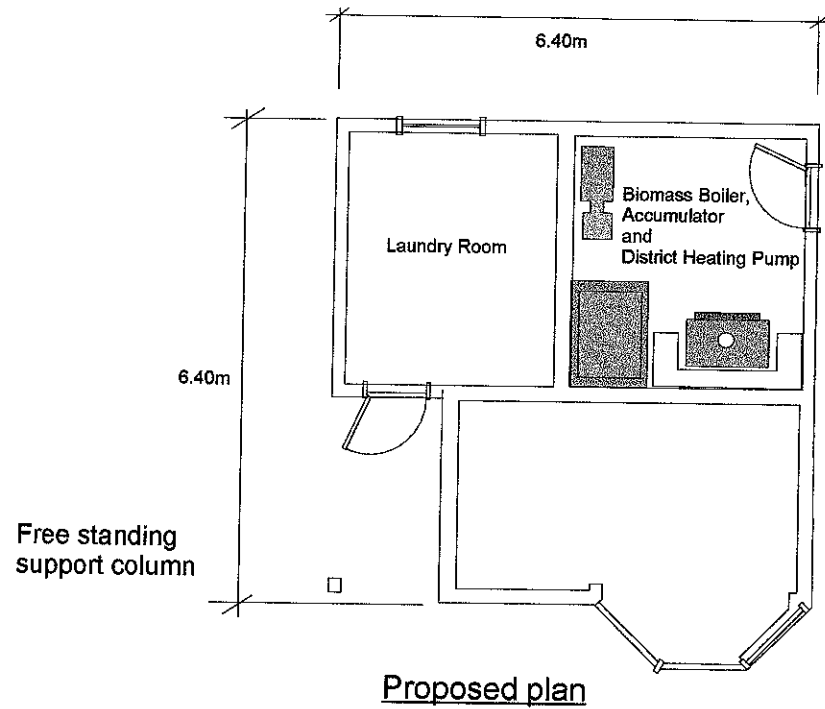 6.40m
Biomass Boiler,
Accumulator
and
District Heating Pump
Laundry Room
6.40m
Free standing
support column
Proposed plan